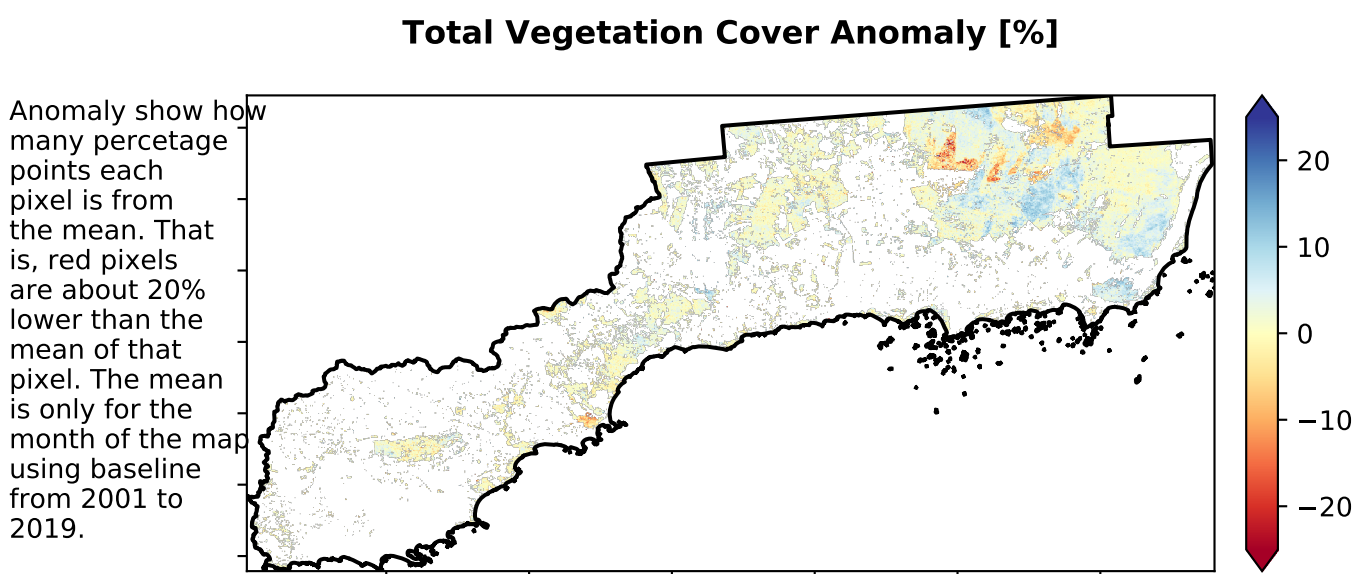 Total Vegetation Cover Anomaly [%]
Anomaly show how
many percetage
points each
pixel is from
the mean. That
is, red pixels
are about 20%
lower than the
mean of that
pixel. The mean
is only for the
month of the map
using baseline
from 2001 to
2019.
20
10
0
−10
−20